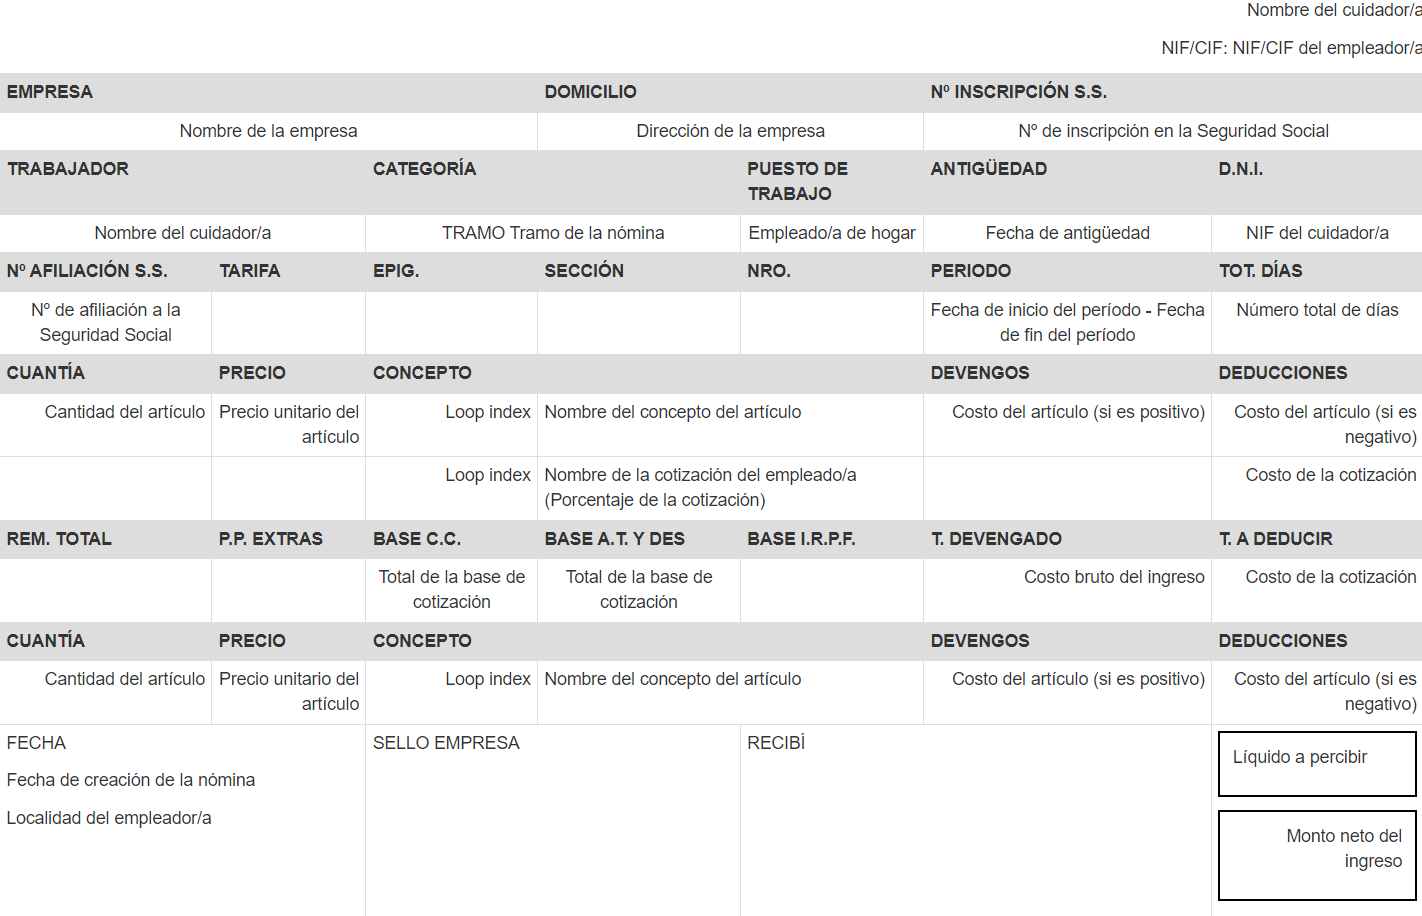 Nombre del cuidador/a
NIF/CIF: NIF/CIF del empleador/a
EMPRESA DOMICILIO Nº INSCRIPCIÓN S.S.
Nombre de la empresa Dirección de la empresa Nº de inscripción en la Seguridad Social
TRABAJADOR CATEGORÍA PUESTO DE TRABAJO ANTIGÜEDAD D.N.I.
Nombre del cuidador/a TRAMO Tramo de la nómina Empleado/a de hogar Fecha de antigüedad NIF del cuidador/a
Nº AFILIACIÓN S.S. TARIFA EPIG. SECCIÓN NRO. PERIODO TOT. DÍAS
Nº de afiliación a la Seguridad Social Fecha de inicio del período - Fecha de fin del período Número total de días
CUANTÍA PRECIO CONCEPTO DEVENGOS DEDUCCIONES
Cantidad del artículo Precio unitario del artículo Loop index Nombre del concepto del artículo Costo del artículo (si es positivo) Costo del artículo (si es negativo)
Loop index Nombre de la cotización del empleado/a (Porcentaje de la cotización) Costo de la cotización
REM. TOTAL P.P. EXTRAS BASE C.C. BASE A.T. Y DES BASE I.R.P.F. T. DEVENGADO T. A DEDUCIR
Total de la base de cotización Total de la base de cotización Costo bruto del ingreso Costo de la cotización
CUANTÍA PRECIO CONCEPTO DEVENGOS DEDUCCIONES
Cantidad del artículo Precio unitario del artículo Loop index Nombre del concepto del artículo Costo del artículo (si es positivo) Costo del artículo (si es negativo)
FECHA SELLO EMPRESA RECIBÍ Líquido a percibir
Fecha de creación de la nómina
Localidad del empleador/a
Monto neto del ingreso